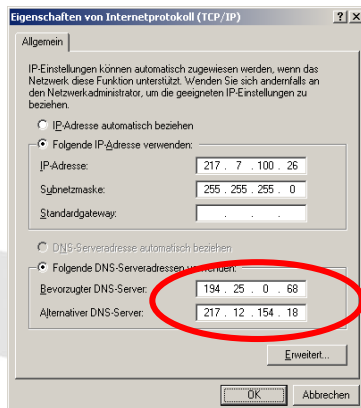 Eigenschaften von Internetprotokoll (TCP/IP)
Allgemein
IP-Einstellungen können automatisch zugewiesen werden, wenn das
Netzwerk diese Funktion unterstützt. Wenden Sie sich andernfalls an
den Netzwerkadministrator, um die geeigneten IP-Einstellungen zu
beziehen.
IP-Adresse automatisch beziehen
Folgende IP-Adresse verwenden:
IP-Adresse: 217 . 7 . 100 . 26
Subnetzmaske: 255 . 255 . 255 . 0
Standardgateway: . . .
DNS-Serveradresse automatisch beziehen
Folgende DNS-Serveradressen verwenden:
Bevorzugter DNS-Server: 194 . 25 . 0 . 68
Alternativer DNS-Server: 217 . 12 . 154 . 18
Erweitert...
OK Abbrechen